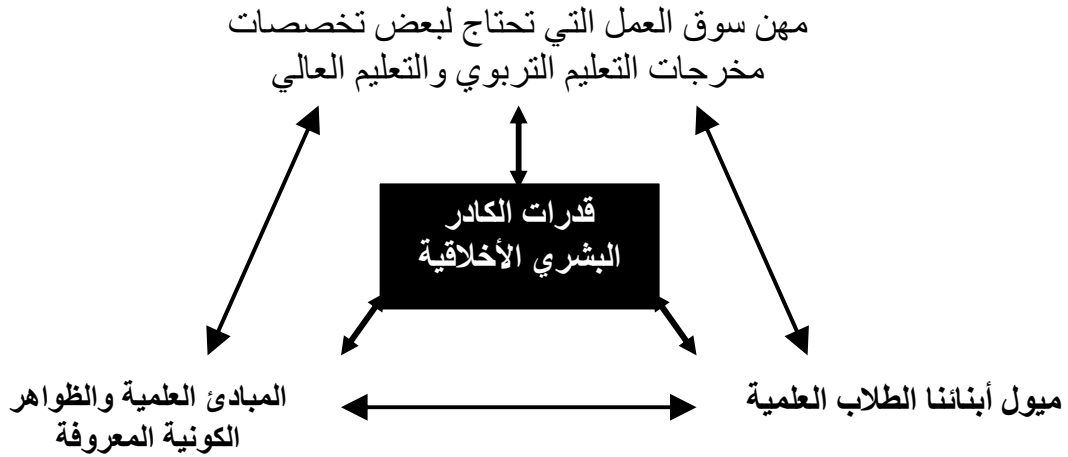 مهن سوق العمل التي تحتاج لبعض تخصصات
مخرجات التعليم التربوي والتعليم العالي
قدرات الكادر
البشري الأخلاقية
ميول أبنائنا الطلاب العلمية
المبادئ العلمية والظواهر
الكونية المعروفة